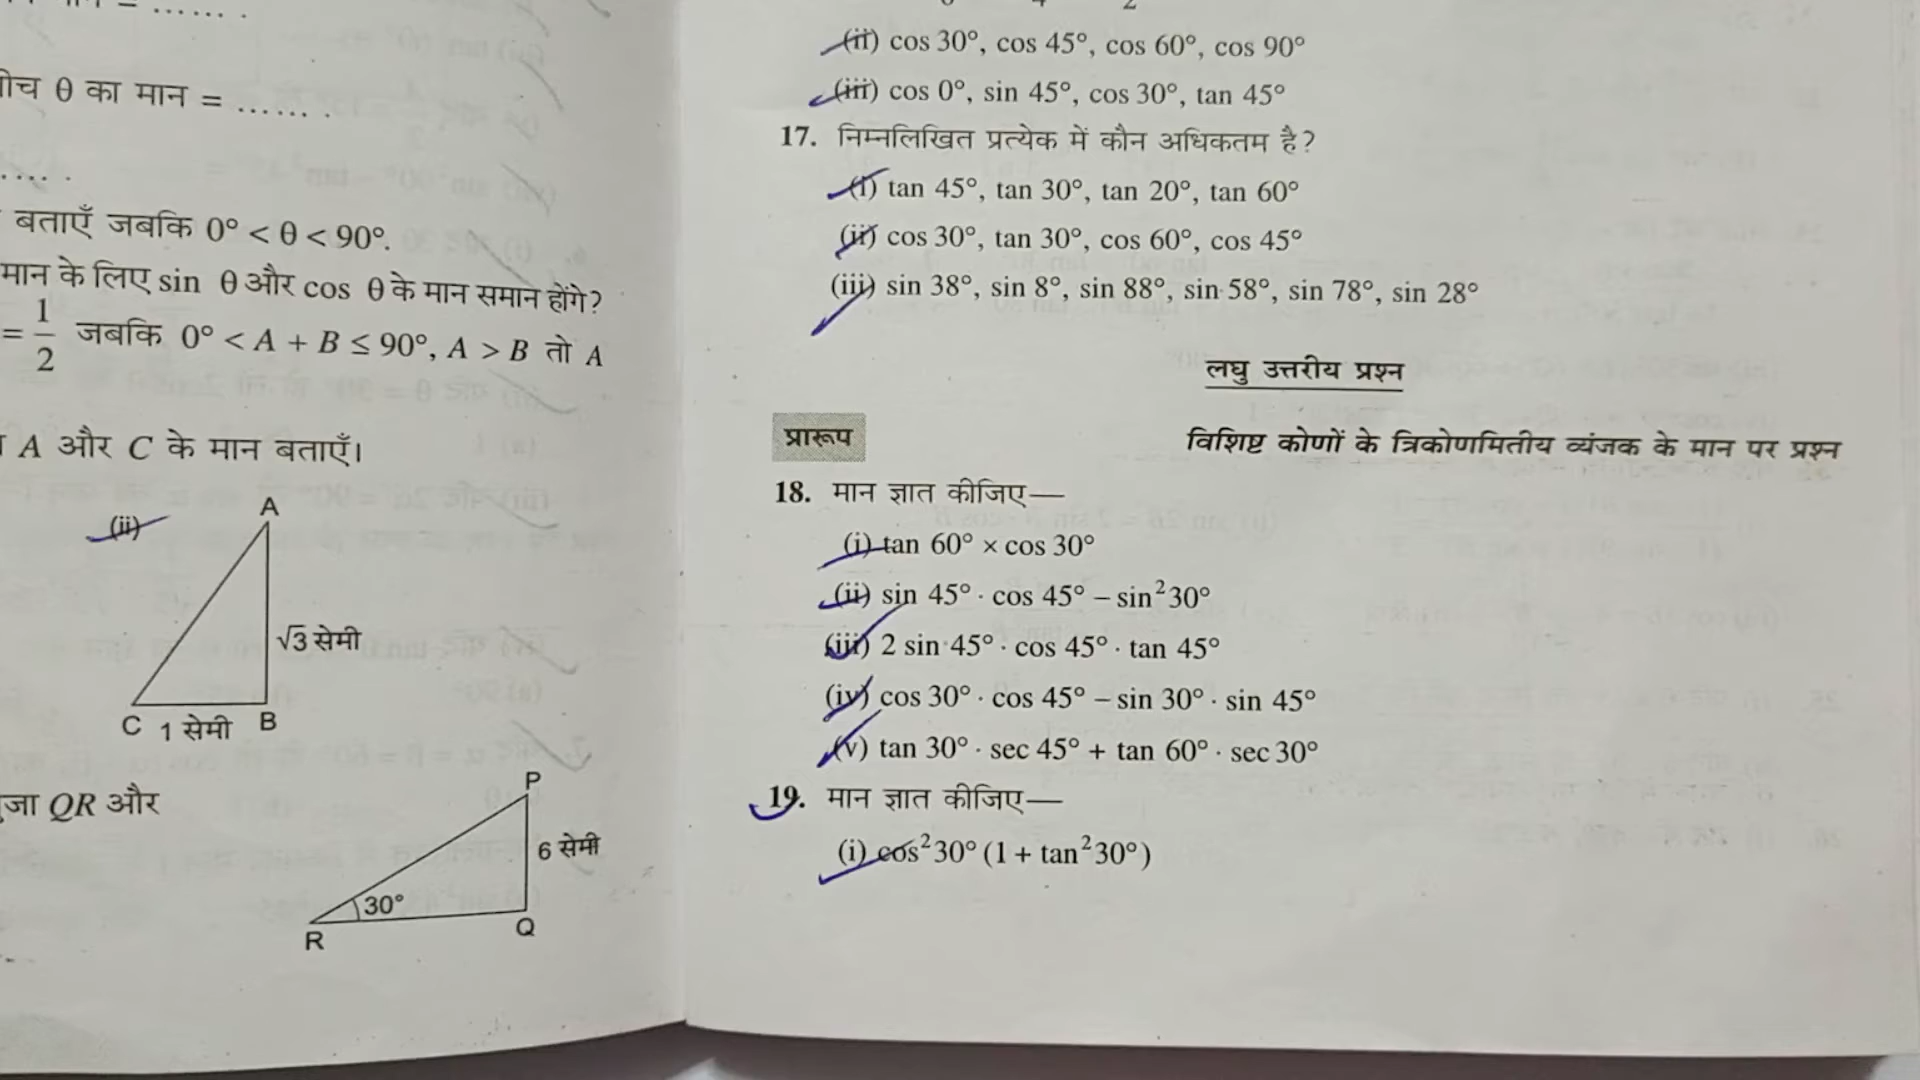 = ...... .
ीच θ का मान = ...... .
.... .
बताएँ जबकि 0° < θ < 90°.
मान के लिए sin θ और cos θ के मान समान होंगे?
= 1/2 जबकि 0° < A + B ≤ 90°, A > B तो A
A और C के मान बताएँ।
(ii)
A
√3 सेमी
C 1 सेमी B
QR और
P
6 सेमी
30°
R
Q
(ii) cos 30°, cos 45°, cos 60°, cos 90°
(iii) cos 0°, sin 45°, cos 30°, tan 45°
17. निम्नलिखित प्रत्येक में कौन अधिकतम है?
(i) tan 45°, tan 30°, tan 20°, tan 60°
(ii) cos 30°, tan 30°, cos 60°, cos 45°
(iii) sin 38°, sin 8°, sin 88°, sin 58°, sin 78°, sin 28°
लघु उत्तरीय प्रश्न
प्रारूप विशिष्ट कोणों के त्रिकोणमितीय व्यंजक के मान पर प्रश्न
18. मान ज्ञात कीजिए—
(i) tan 60° × cos 30°
(ii) sin 45° · cos 45° – sin²30°
(iii) 2 sin 45° · cos 45° · tan 45°
(iv) cos 30° · cos 45° – sin 30° · sin 45°
(v) tan 30° · sec 45° + tan 60° · sec 30°
19. मान ज्ञात कीजिए—
(i) cos²30° (1 + tan²30°)